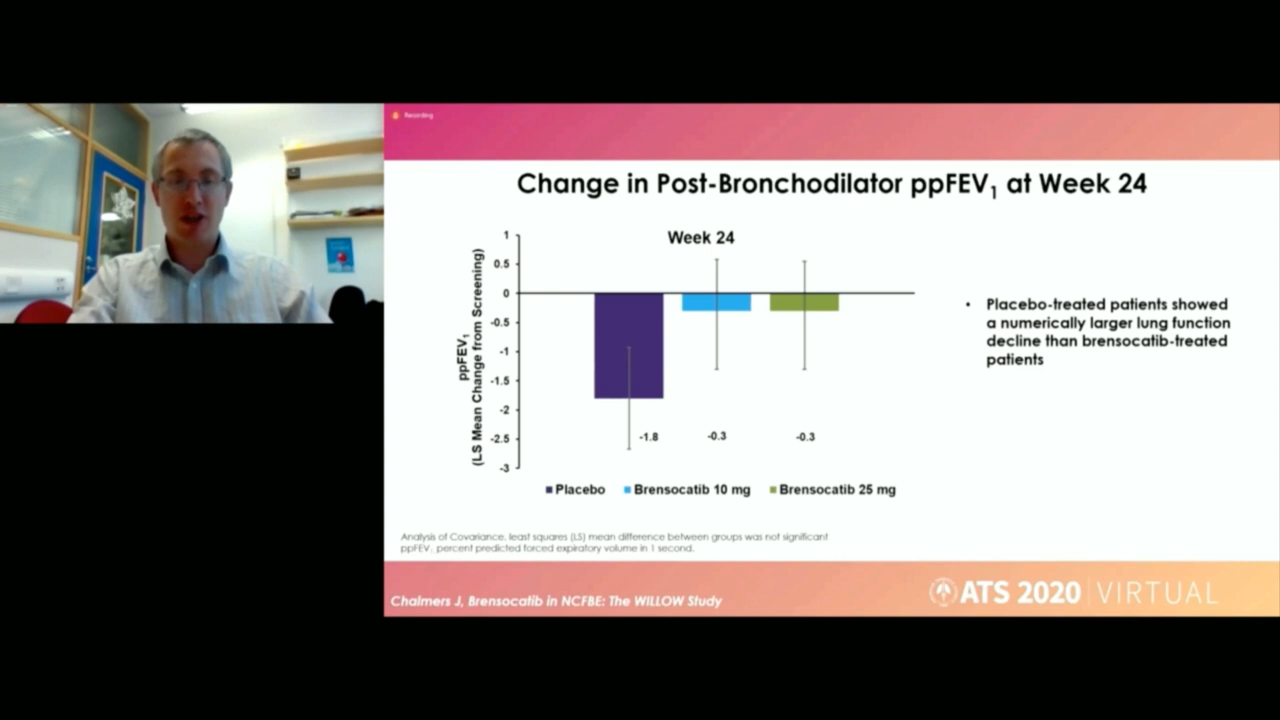 Recording
Change in Post-Bronchodilator ppFEV1 at Week 24
Week 24
ppFEV1
(LS Mean Change from Screening)
1
0.5
0
-0.5
-1
-1.5
-2
-2.5
-3
-1.8
-0.3
-0.3
Placebo
Brensocatib 10 mg
Brensocatib 25 mg
• Placebo-treated patients showed
a numerically larger lung function
decline than brensocatib-treated
patients
Analysis of Covariance, least squares (LS) mean difference between groups was not significant
ppFEV1, percent predicted forced expiratory volume in 1 second.
Chalmers J, Brensocatib in NCFBE: The WILLOW Study
ATS 2020 | VIRTUAL